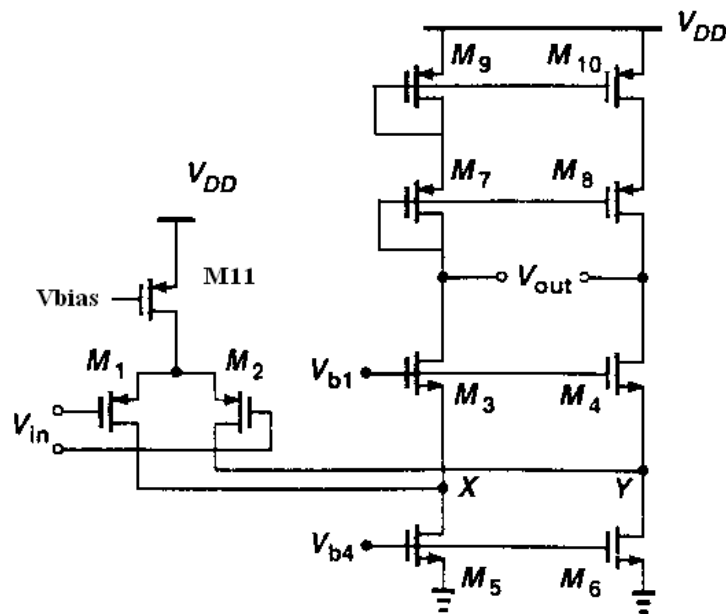 V_DD
M_9
M_10
M_7
M_8
V_DD
M11
Vbias
V_out
M_1
M_2
V_b1
M_3
M_4
V_in
X
Y
V_b4
M_5
M_6